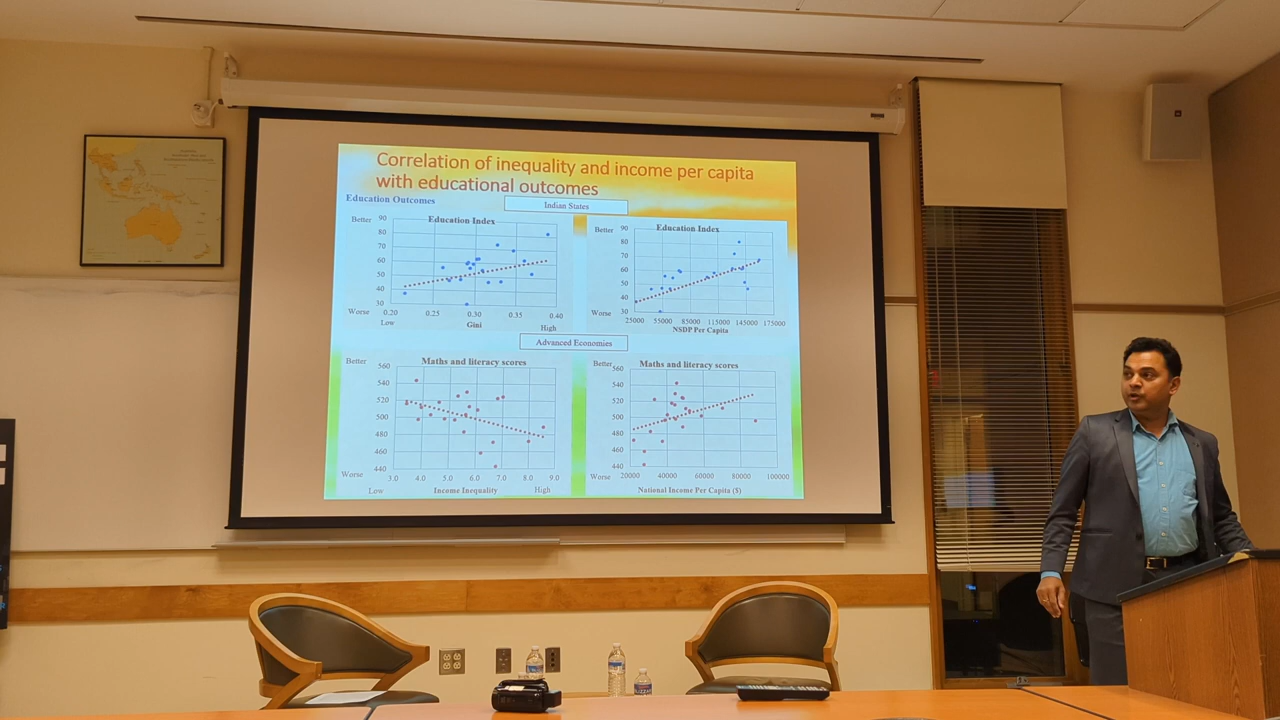 Correlation of inequality and income per capita
with educational outcomes
Education Outcomes
Indian States
Better
Education Index
90
80
70
60
50
40
30
Worse
0.20
0.25
0.30
0.35
0.40
Low
Gini
High
Better
Education Index
90
80
70
60
50
40
30
Worse
25000
55000
85000
115000
145000
175000
NSDP Per Capita
Advanced Economies
Better
Maths and literacy scores
560
540
520
500
480
460
440
Worse
3.0
4.0
5.0
6.0
7.0
8.0
9.0
Low
Income Inequality
High
Better
Maths and literacy scores
560
540
520
500
480
460
440
Worse
20000
40000
60000
80000
100000
National Income Per Capita ($)